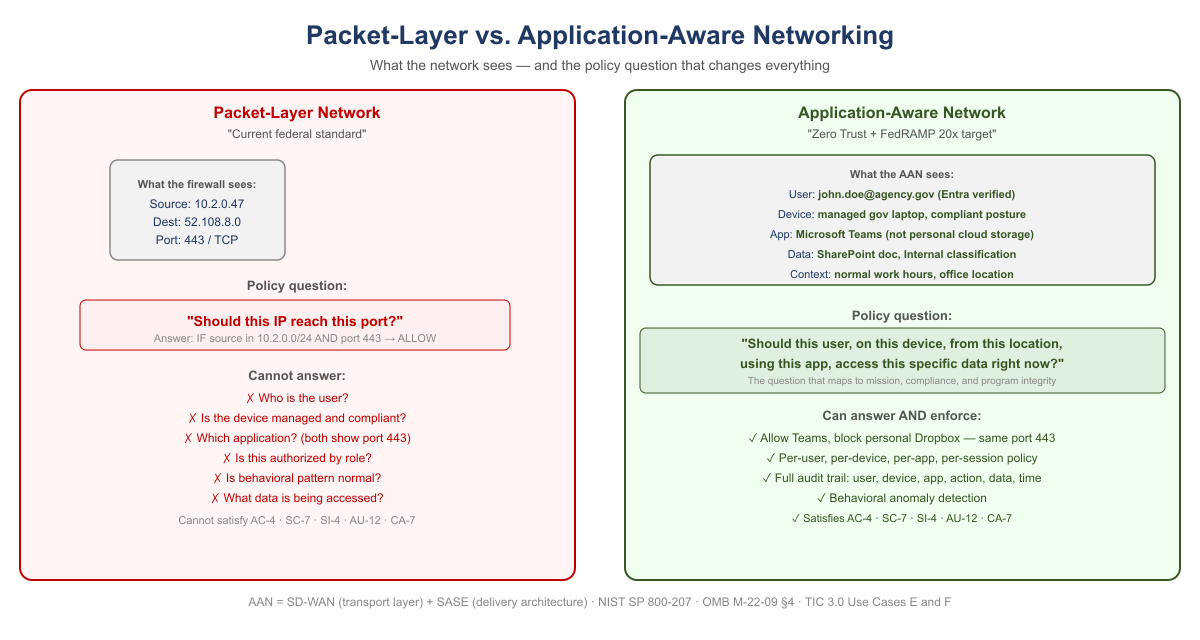 Packet-Layer vs. Application-Aware Networking
What the network sees — and the policy question that changes everything
Packet-Layer Network
"Current federal standard"
What the firewall sees:
Source: 10.2.0.47
Dest: 52.108.8.0
Port: 443 / TCP
Policy question:
"Should this IP reach this port?"
Answer: IF source in 10.2.0.0/24 AND port 443 → ALLOW
Cannot answer:
✗ Who is the user?
✗ Is the device managed and compliant?
✗ Which application? (both show port 443)
✗ Is this authorized by role?
✗ Is behavioral pattern normal?
✗ What data is being accessed?
Cannot satisfy AC-4 · SC-7 · SI-4 · AU-12 · CA-7
Application-Aware Network
"Zero Trust + FedRAMP 20x target"
What the AAN sees:
User: john.doe@agency.gov (Entra verified)
Device: managed gov laptop, compliant posture
App: Microsoft Teams (not personal cloud storage)
Data: SharePoint doc, Internal classification
Context: normal work hours, office location
Policy question:
"Should this user, on this device, from this location,
using this app, access this specific data right now?"
The question that maps to mission, compliance, and program integrity
Can answer AND enforce:
✓ Allow Teams, block personal Dropbox — same port 443
✓ Per-user, per-device, per-app, per-session policy
✓ Full audit trail: user, device, app, action, data, time
✓ Behavioral anomaly detection
✓ Satisfies AC-4 · SC-7 · SI-4 · AU-12 · CA-7
AAN = SD-WAN (transport layer) + SASE (delivery architecture) · NIST SP 800-207 · OMB M-22-09 §4 · TIC 3.0 Use Cases E and F